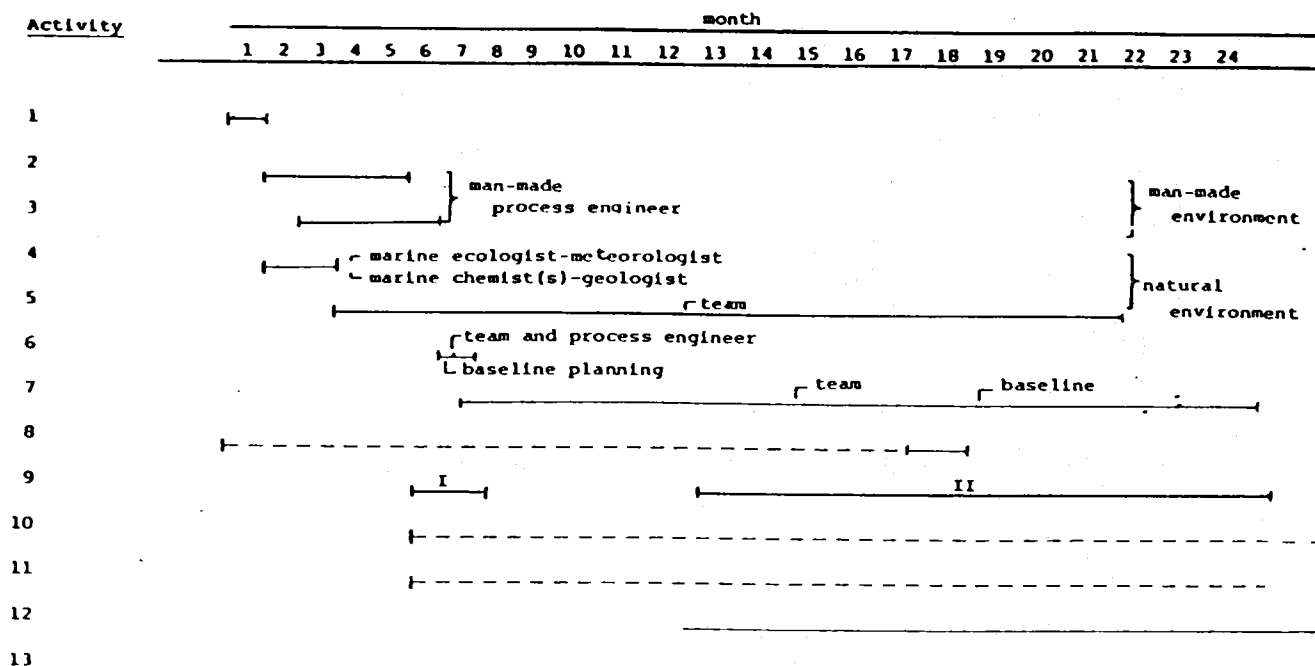 month
Activity
1 2 3 4 5 6 7 8 9 10 11 12 13 14 15 16 17 18 19 20 21 22 23 24
1
2
man-made
process engineer
man-made
environment
3
4
marine ecologist-meteorologist
marine chemist(s)-geologist
natural
environment
5
team
6
team and process engineer
baseline planning
7
team
baseline
8
9
I
II
10
11
12
13